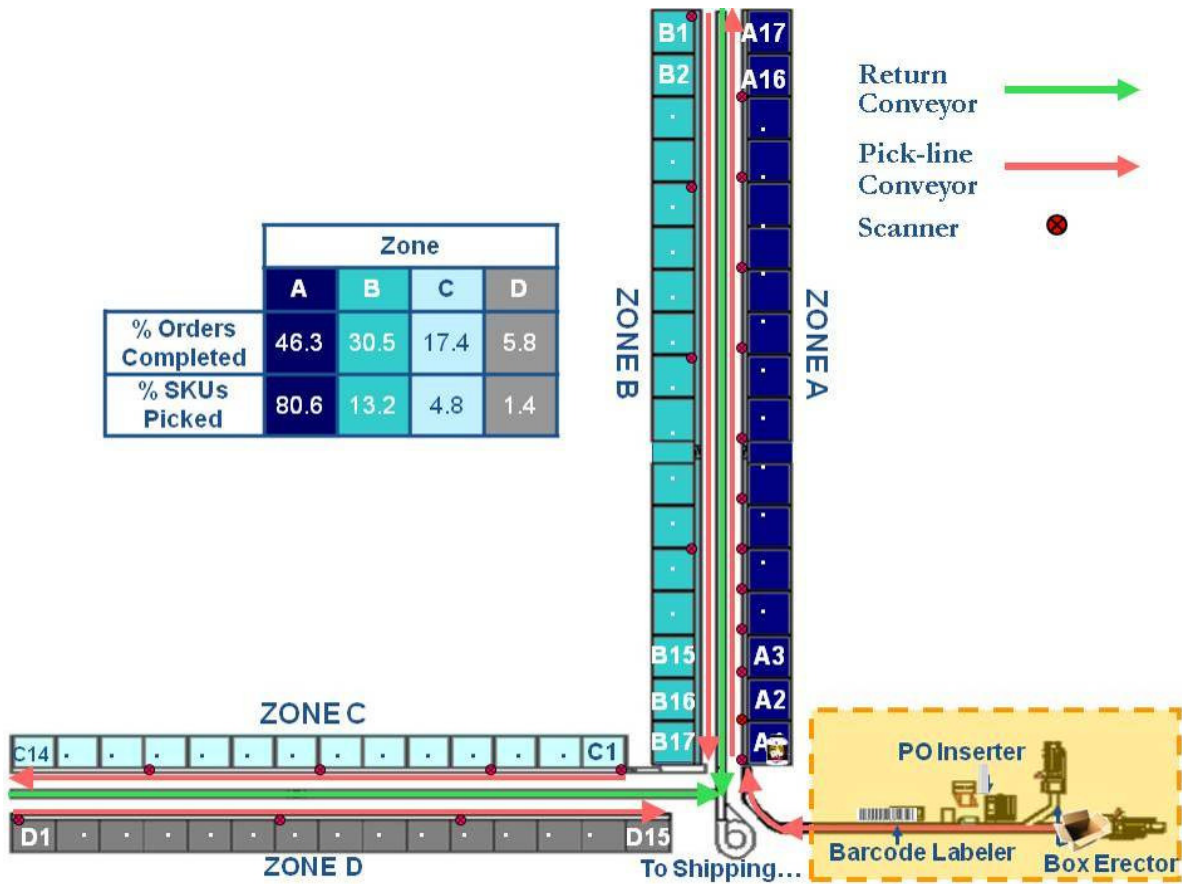 B1
A17
B2
A16
Return
Conveyor
Pick-line
Conveyor
Scanner
Zone
A B C D
% Orders
Completed
46.3 30.5 17.4 5.8
% SKUs
Picked
80.6 13.2 4.8 1.4
ZONE B
ZONE A
B15
A3
B16
A2
B17
ZONE C
C14
C1
D1
D15
ZONE D
To Shipping...
PO Inserter
Barcode Labeler
Box Erector